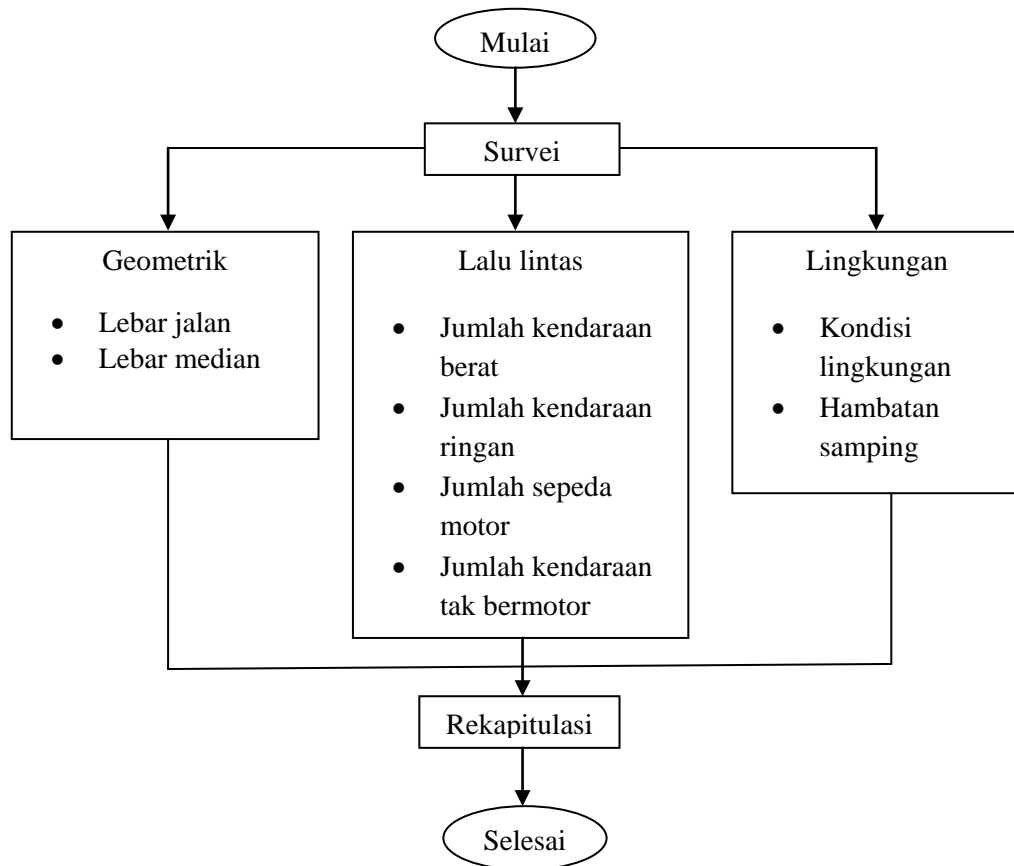 Mulai
Survei
Geometrik
• Lebar jalan
• Lebar median
Lalu lintas
• Jumlah kendaraan
berat
• Jumlah kendaraan
ringan
• Jumlah sepeda
motor
• Jumlah kendaraan
tak bermotor
Lingkungan
• Kondisi
lingkungan
• Hambatan
samping
Rekapitulasi
Selesai